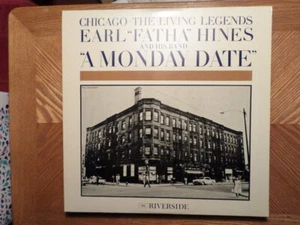 CHICAGO THE LIVING LEGENDS
EARL "FATHA" HINES
AND HIS BAND
"A MONDAY DATE"
RIVERSIDE